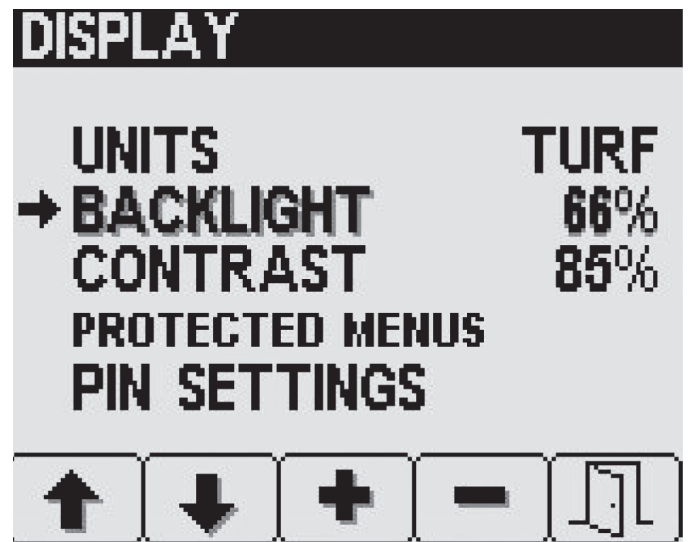 DISPLAY
UNITS TURF
BACKLIGHT 66%
CONTRAST 85%
PROTECTED MENUS
PIN SETTINGS